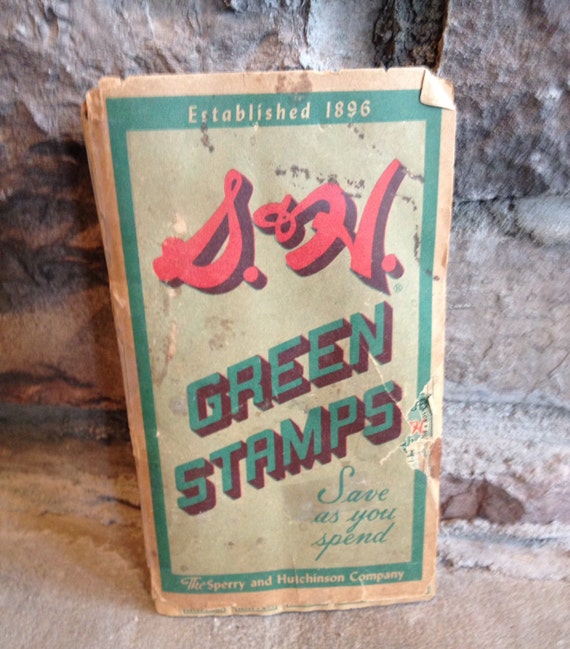 Established 1896
S. & H.
®
GREEN
STAMPS
Save
as you
spend
The Sperry and Hutchinson Company